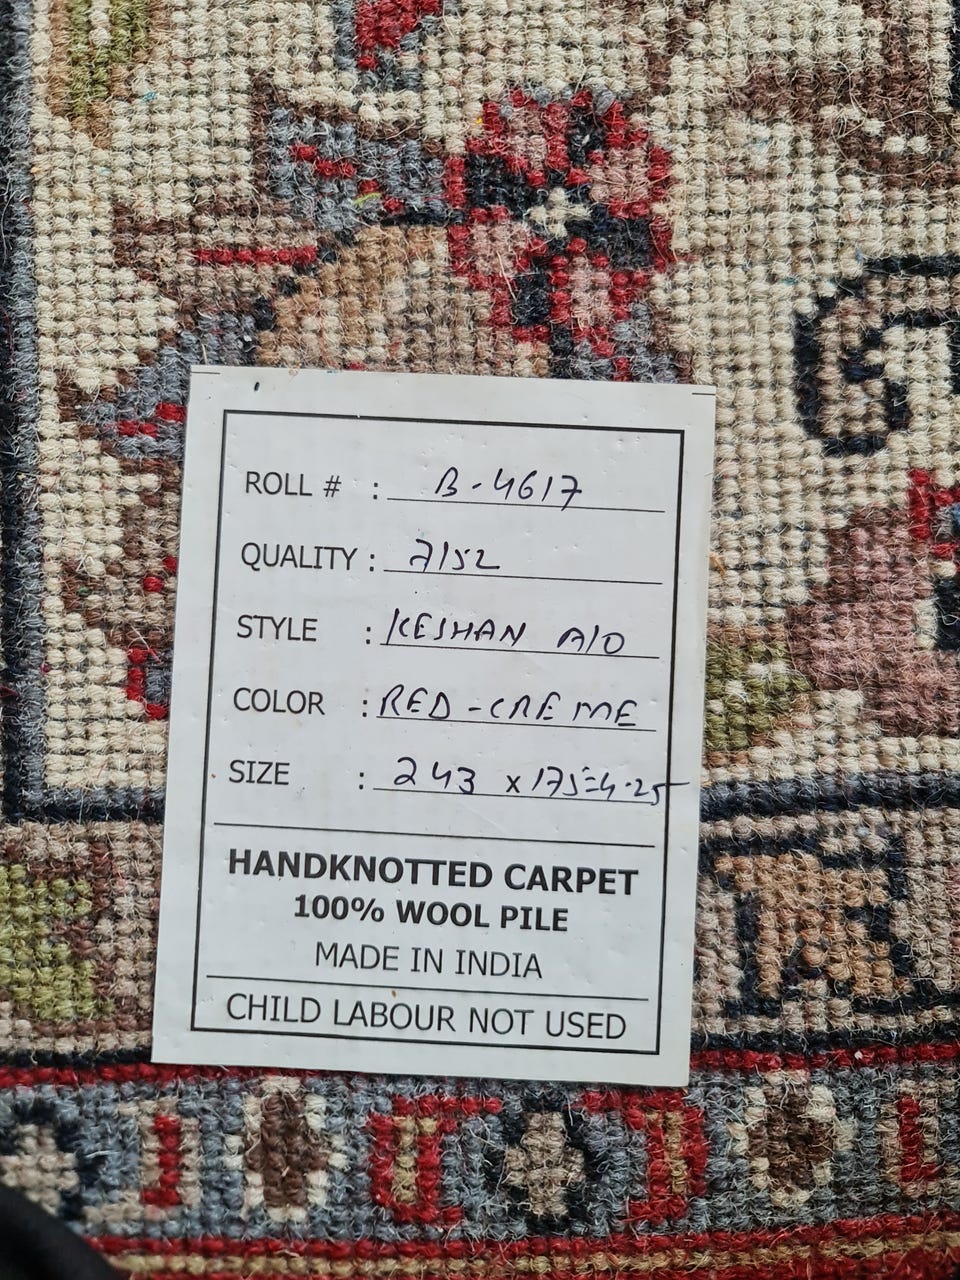 ROLL # : B-4617
QUALITY : 7152
STYLE : KESHAN A/O
COLOR : RED-CREME
SIZE : 243 x 175=4.25
HANDKNOTTED CARPET
100% WOOL PILE
MADE IN INDIA
CHILD LABOUR NOT USED